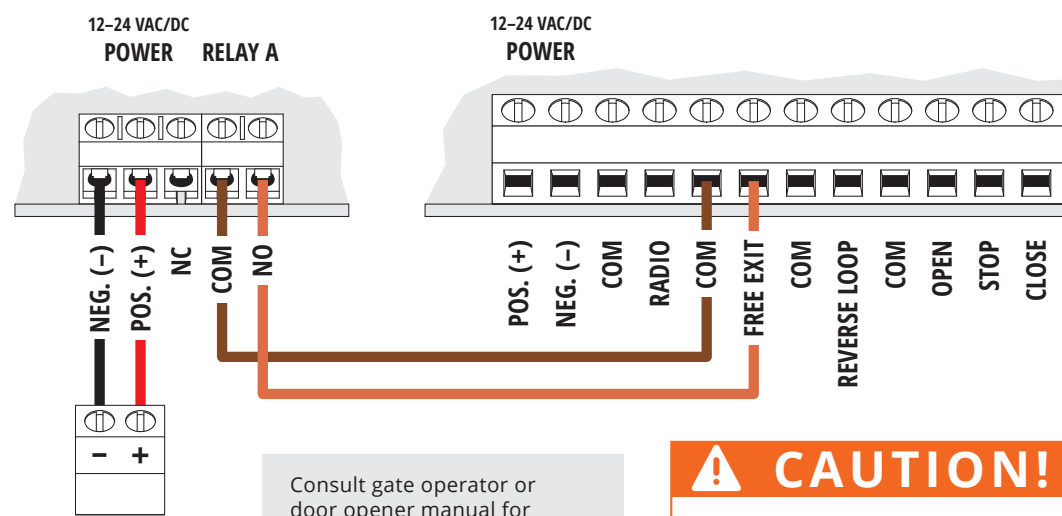 12–24 VAC/DC
POWER RELAY A
NEG. (–)
POS. (+)
NC
COM
NO
– +
12–24 VAC/DC
POWER
POS. (+)
NEG. (–)
COM
RADIO
COM
FREE EXIT
COM
REVERSE LOOP
COM
OPEN
STOP
CLOSE
Consult gate operator or
door opener manual for
CAUTION!